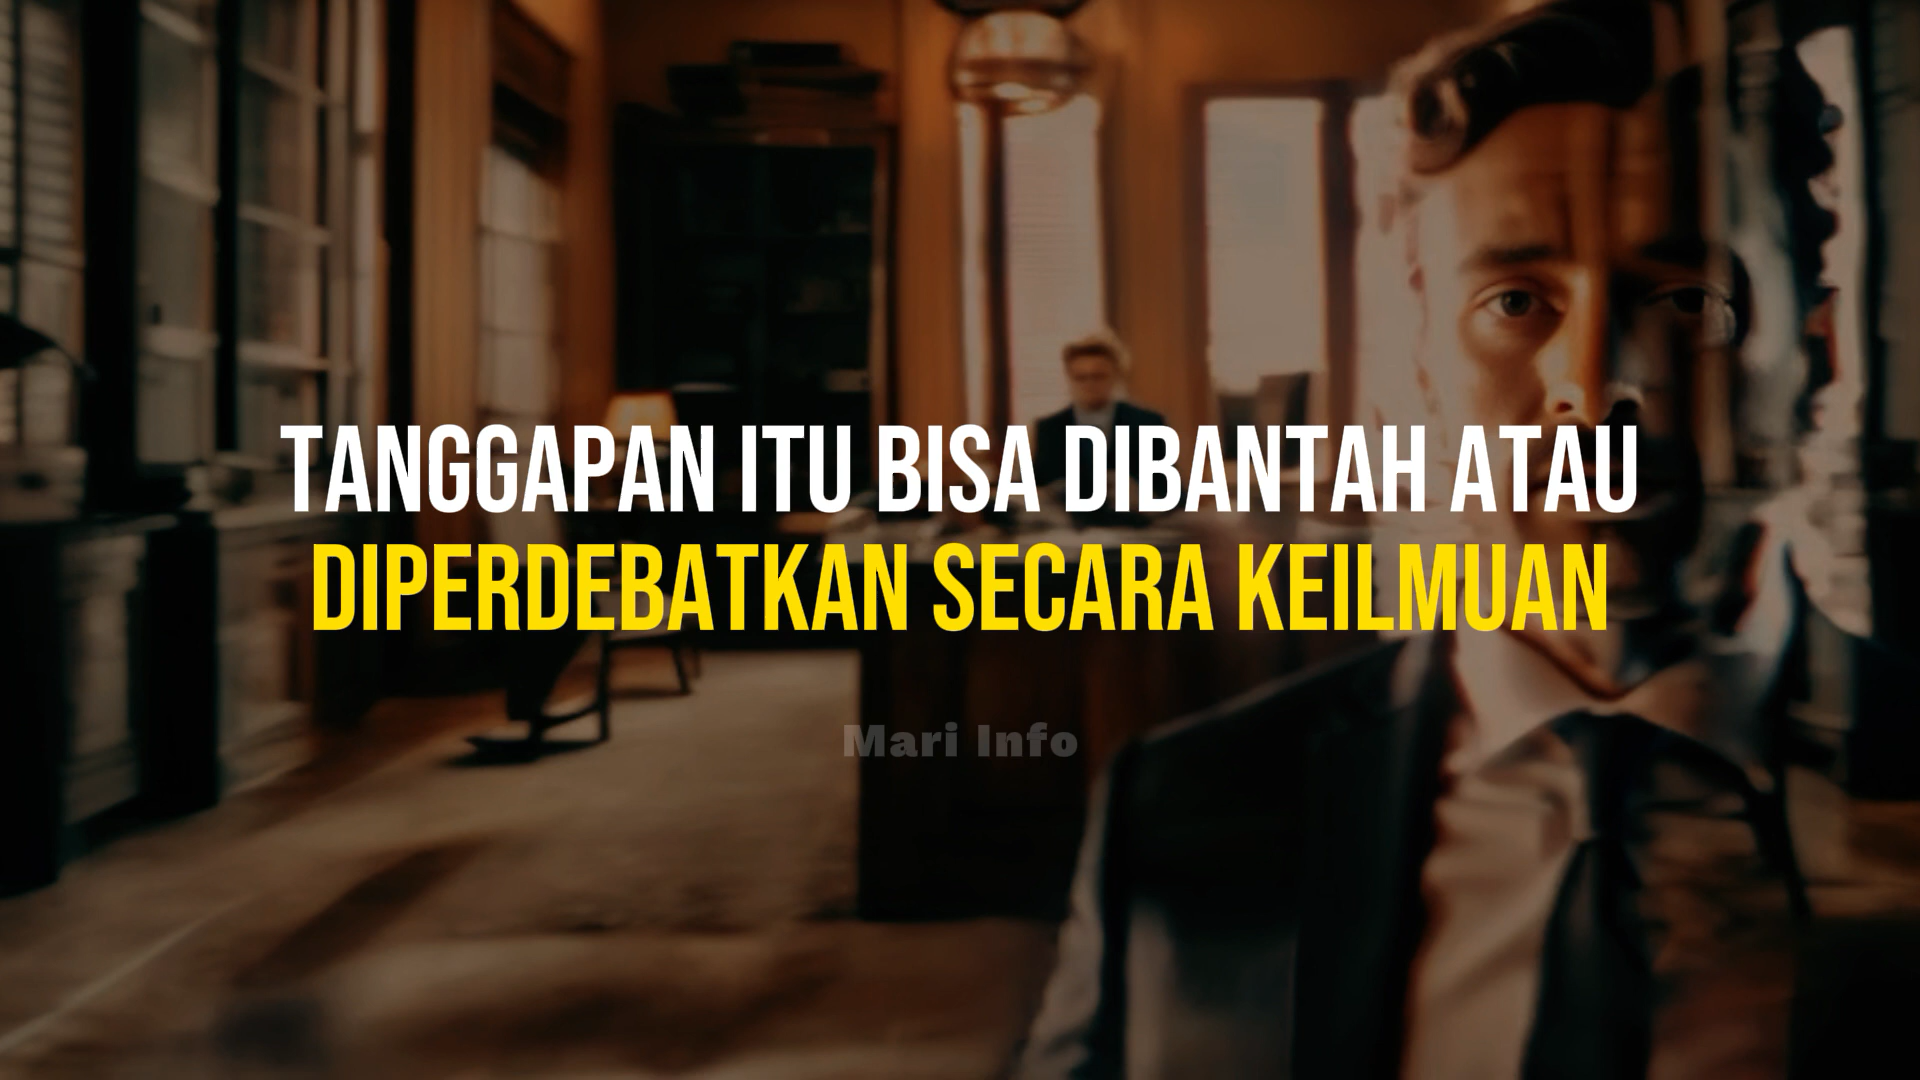 TANGGAPAN ITU BISA DIBANTAH ATAU
DIPERDEBATKAN SECARA KEILMUAN
Mari Info